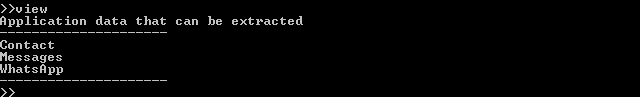 >>view
Application data that can be extracted
---------------------
Contact
Messages
WhatsApp
---------------------
>>